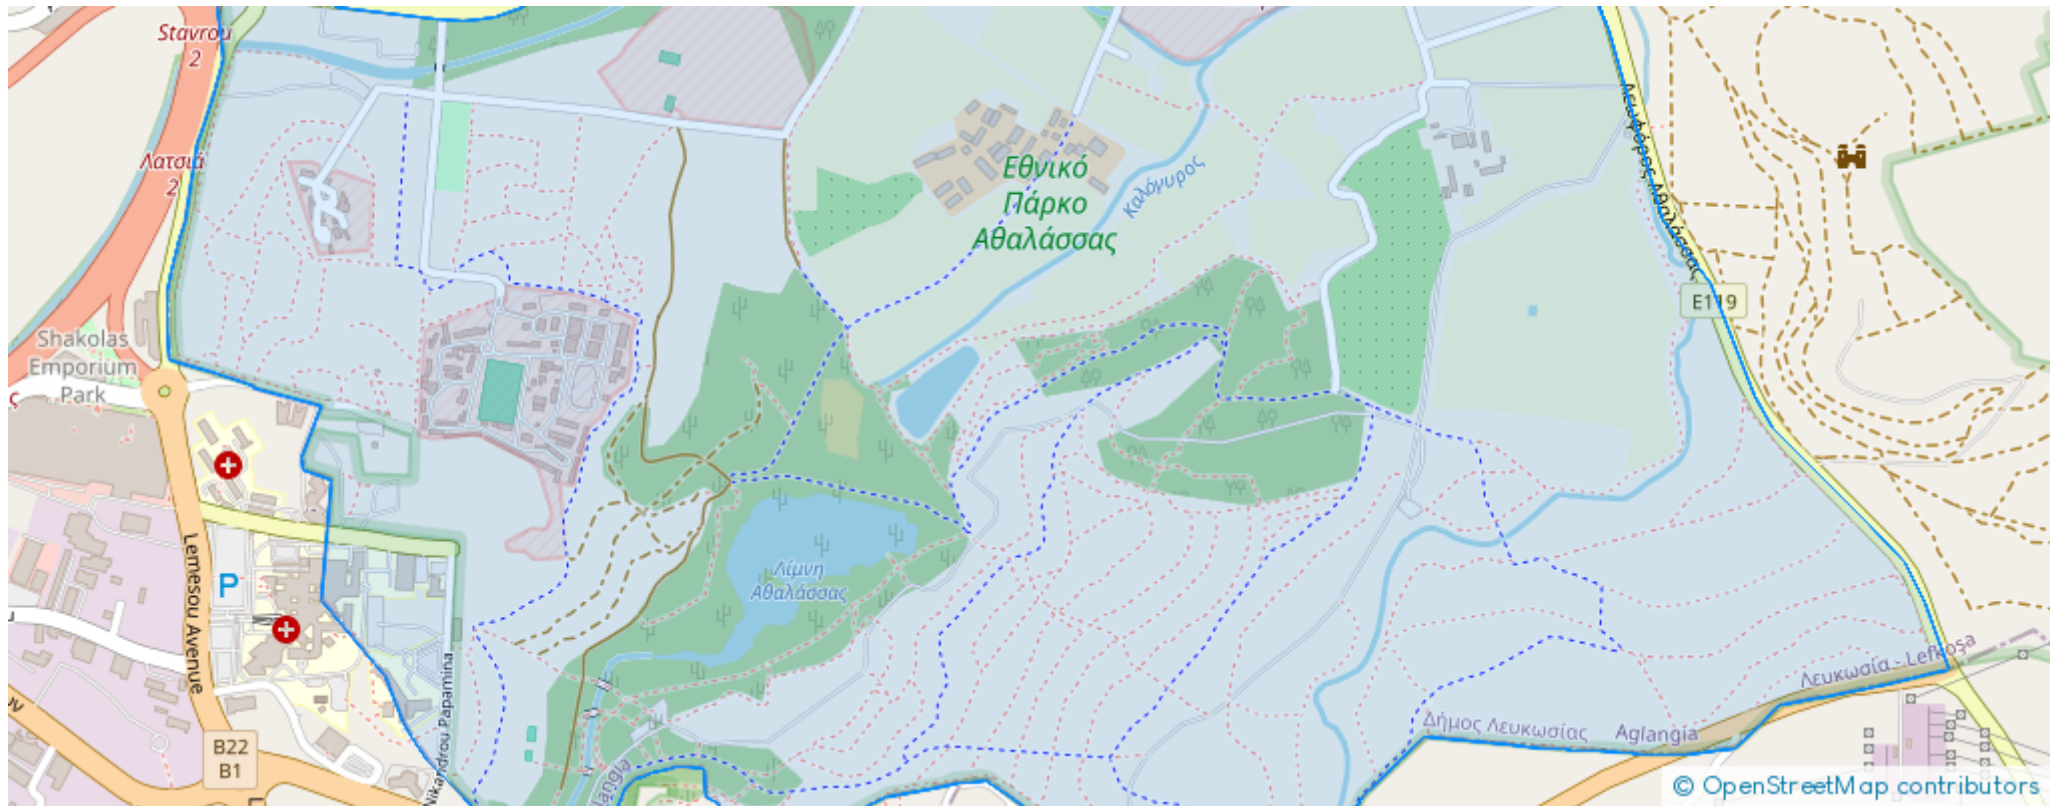 Stavrou
2
Λατσιά
2
Εθνικό
Πάρκο
Αθαλάσσας
Καλόγυρος
Λεωφόρος Αθαλάσσας
E119
Shakolas
Emporium
Park
ς
Lemesou Avenue
P
Λίμνη
Αθαλάσσας
Nikandrou Papamina
B22
B1
Λευκωσία - Lefkoşa
Δήμος Λευκωσίας
Aglangia
© OpenStreetMap contributors